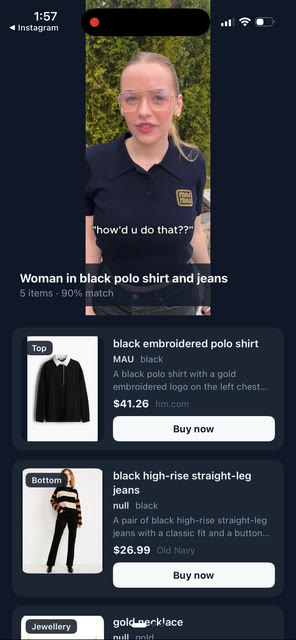 1:57
◀ Instagram
miu
miu
"how'd u do that??"
Woman in black polo shirt and jeans
5 items · 90% match
Top
black embroidered polo shirt
MAU black
A black polo shirt with a gold
embroidered logo on the left chest...
$41.26 hm.com
Buy now
Bottom
black high-rise straight-leg
jeans
null black
A pair of black high-rise straight-leg
jeans with a classic fit and a button...
$26.99 Old Navy
Buy now
Jewellery
gold necklace
null gold